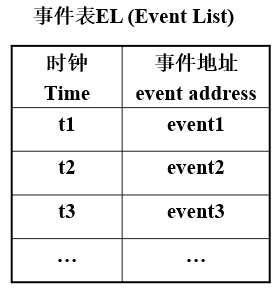 事件表EL (Event List)
时钟 事件地址
Time event address
t1 event1
t2 event2
t3 event3
… …